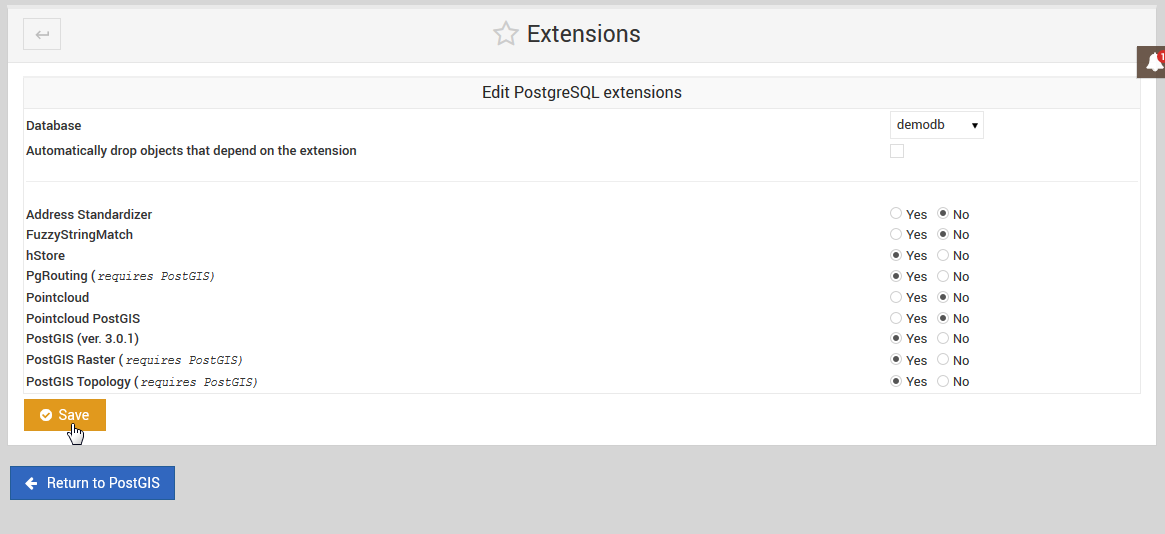 Extensions
1
Edit PostgreSQL extensions
Database demodb
Automatically drop objects that depend on the extension
Address Standardizer Yes No
FuzzyStringMatch Yes No
hStore Yes No
PgRouting (requires PostGIS) Yes No
Pointcloud Yes No
Pointcloud PostGIS Yes No
PostGIS (ver. 3.0.1) Yes No
PostGIS Raster (requires PostGIS) Yes No
PostGIS Topology (requires PostGIS) Yes No
Save
Return to PostGIS